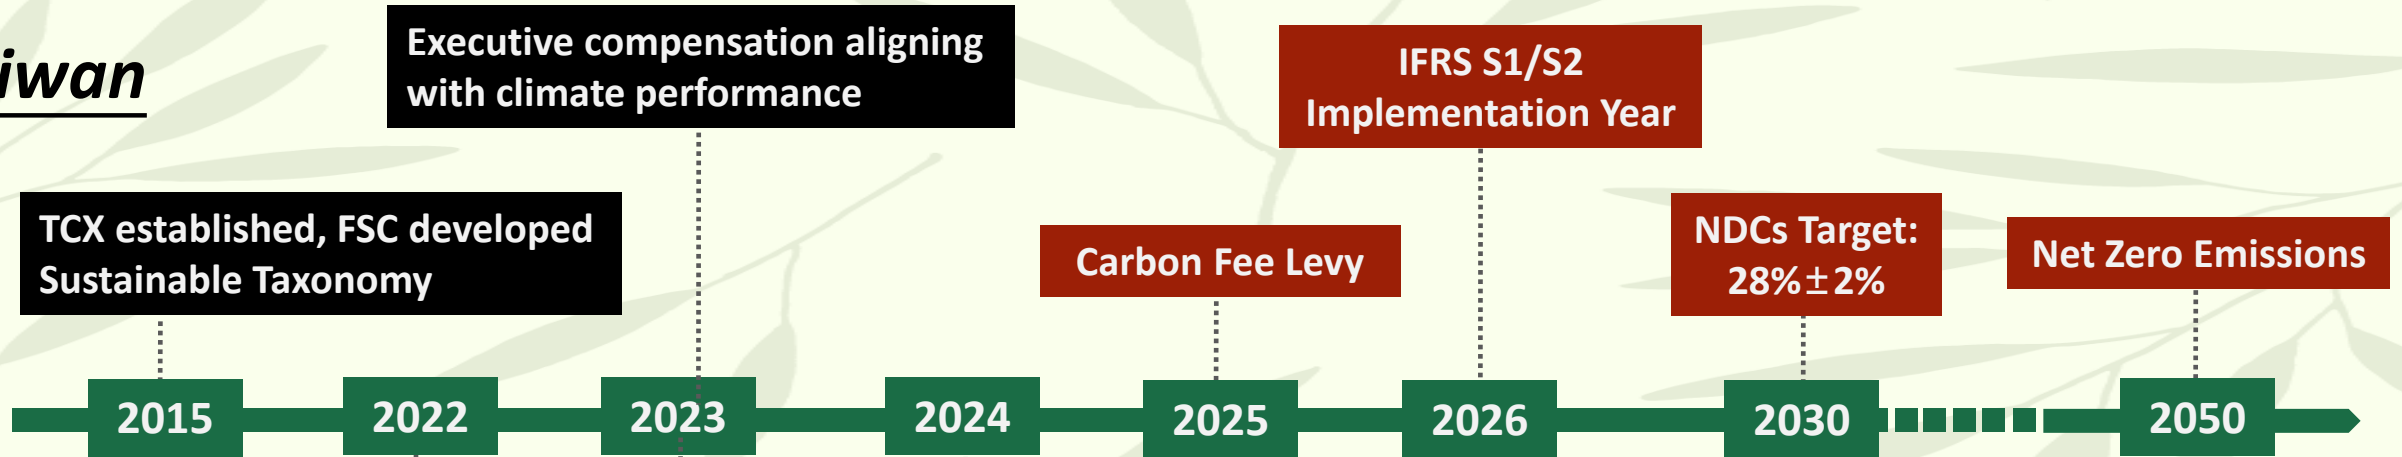 iwan
Executive compensation aligning
with climate performance
IFRS S1/S2
Implementation Year
TCX established, FSC developed
Sustainable Taxonomy
Carbon Fee Levy
NDCs Target:
28%±2%
Net Zero Emissions
2015
2022
2023
2024
2025
2026
2030
2050